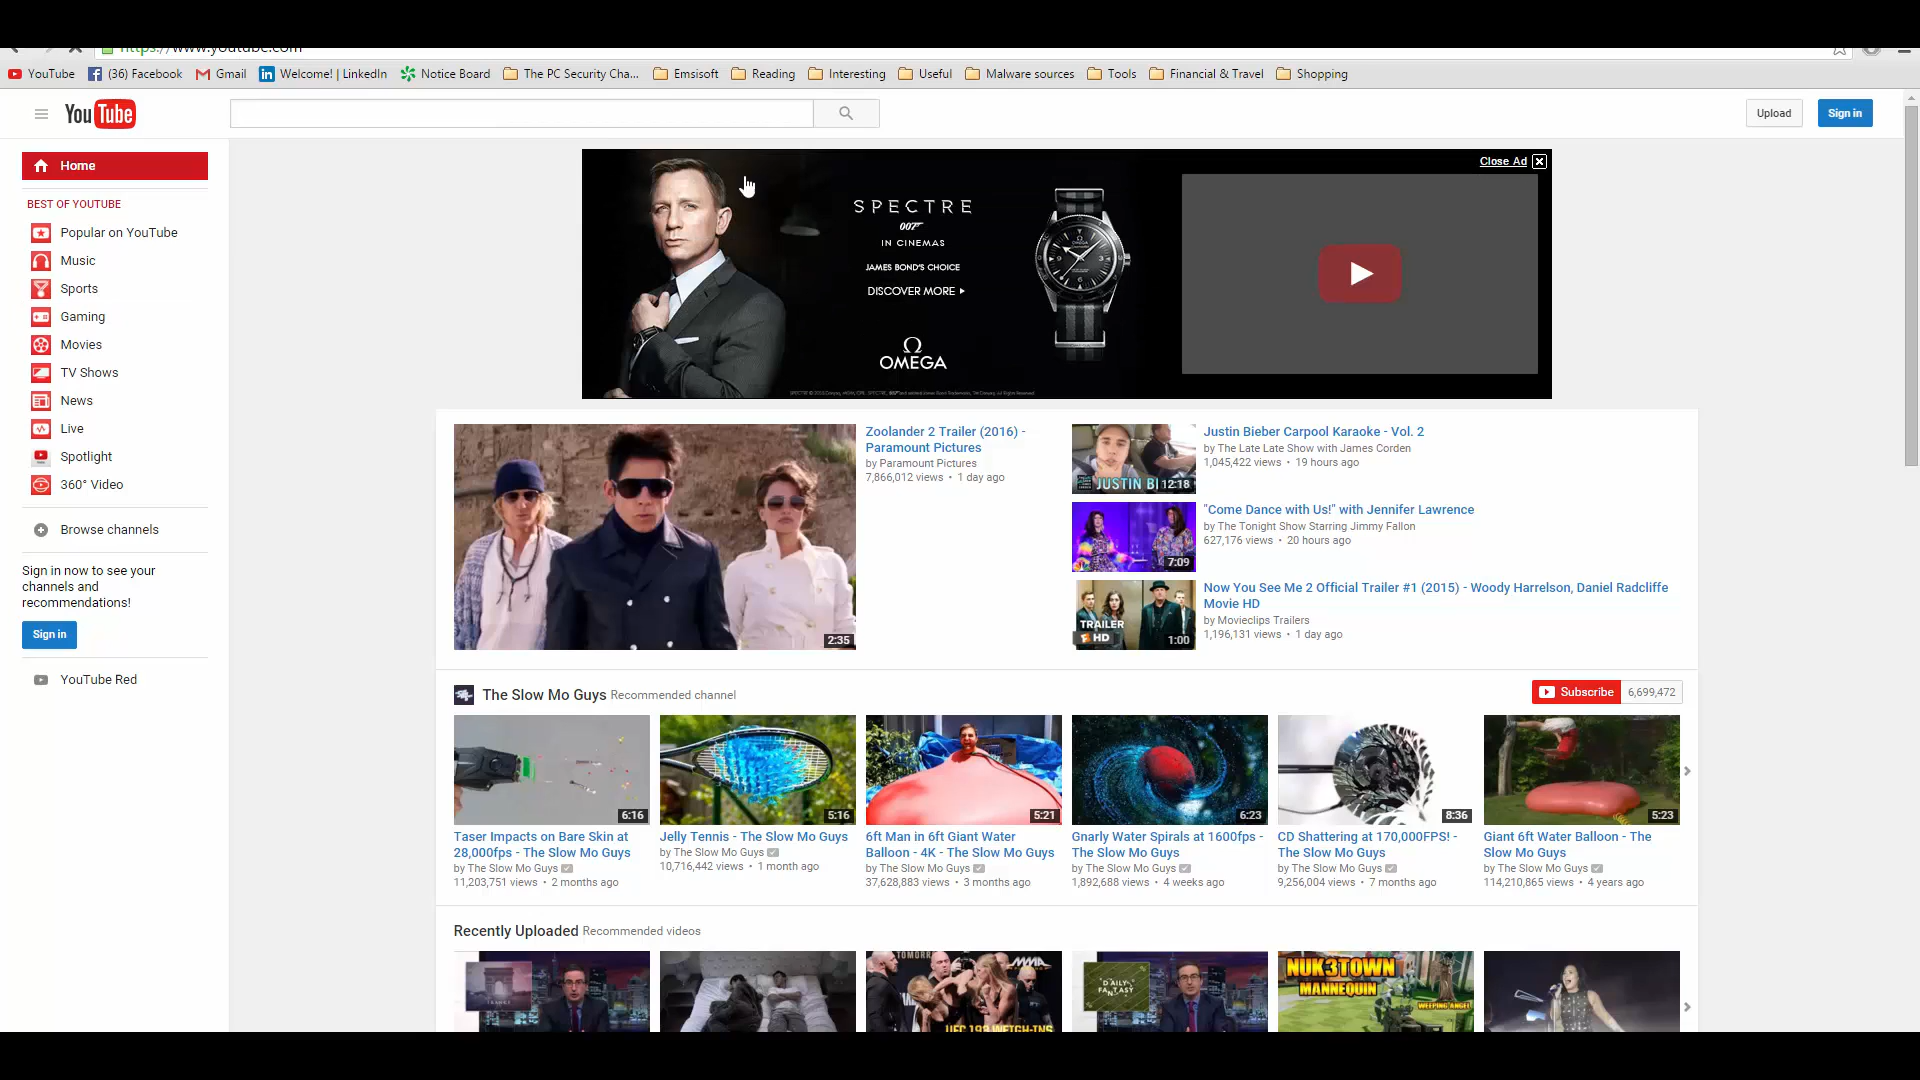 https://www.youtube.com
YouTube
(36) Facebook
Gmail
Welcome! | LinkedIn
Notice Board
The PC Security Cha...
Emsisoft
Reading
Interesting
Useful
Malware sources
Tools
Financial & Travel
Shopping
YouTube
Upload
Sign in
Home
BEST OF YOUTUBE
Popular on YouTube
Music
Sports
Gaming
Movies
TV Shows
News
Live
Spotlight
360° Video
Browse channels
Sign in now to see your
channels and
recommendations!
Sign in
YouTube Red
Close Ad
SPECTRE
007
IN CINEMAS
JAMES BOND'S CHOICE
DISCOVER MORE
Ω
OMEGA
2:35
Zoolander 2 Trailer (2016) -
Paramount Pictures
by Paramount Pictures
7,866,012 views • 1 day ago
JUSTIN BI
12:18
Justin Bieber Carpool Karaoke - Vol. 2
by The Late Late Show with James Corden
1,045,422 views • 19 hours ago
7:09
"Come Dance with Us!" with Jennifer Lawrence
by The Tonight Show Starring Jimmy Fallon
627,176 views • 20 hours ago
TRAILER
HD
1:00
Now You See Me 2 Official Trailer #1 (2015) - Woody Harrelson, Daniel Radcliffe
Movie HD
by Movieclips Trailers
1,196,131 views • 1 day ago
The Slow Mo Guys Recommended channel
Subscribe 6,699,472
6:16
Taser Impacts on Bare Skin at
28,000fps - The Slow Mo Guys
by The Slow Mo Guys
11,203,751 views • 2 months ago
5:16
Jelly Tennis - The Slow Mo Guys
by The Slow Mo Guys
10,716,442 views • 1 month ago
5:21
6ft Man in 6ft Giant Water
Balloon - 4K - The Slow Mo Guys
by The Slow Mo Guys
37,628,883 views • 3 months ago
6:23
Gnarly Water Spirals at 1600fps -
The Slow Mo Guys
by The Slow Mo Guys
1,892,688 views • 4 weeks ago
8:36
CD Shattering at 170,000FPS! -
The Slow Mo Guys
by The Slow Mo Guys
9,256,004 views • 7 months ago
5:23
Giant 6ft Water Balloon - The
Slow Mo Guys
by The Slow Mo Guys
114,210,865 views • 4 years ago
Recently Uploaded Recommended videos
TOMORROW
MMA
UFC 193 WEIGH-INS
DAILY
FANTASY
NUK3TOWN
MANNEQUIN
WEEPING ANGEL